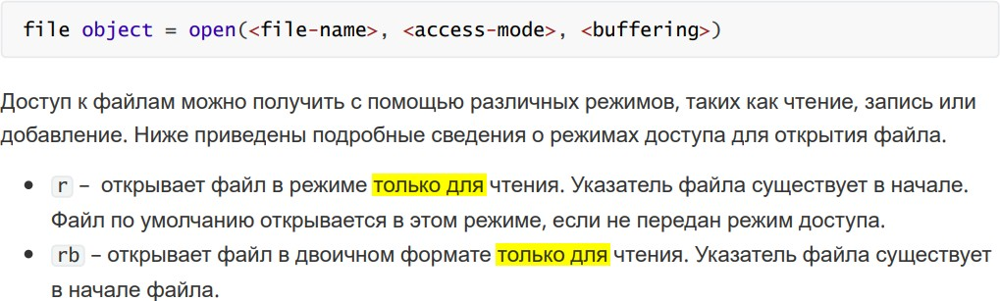 file object = open(<file-name>, <access-mode>, <buffering>)
Доступ к файлам можно получить с помощью различных режимов, таких как чтение, запись или
добавление. Ниже приведены подробные сведения о режимах доступа для открытия файла.
• r – открывает файл в режиме только для чтения. Указатель файла существует в начале.
Файл по умолчанию открывается в этом режиме, если не передан режим доступа.
• rb – открывает файл в двоичном формате только для чтения. Указатель файла существует
в начале файла.